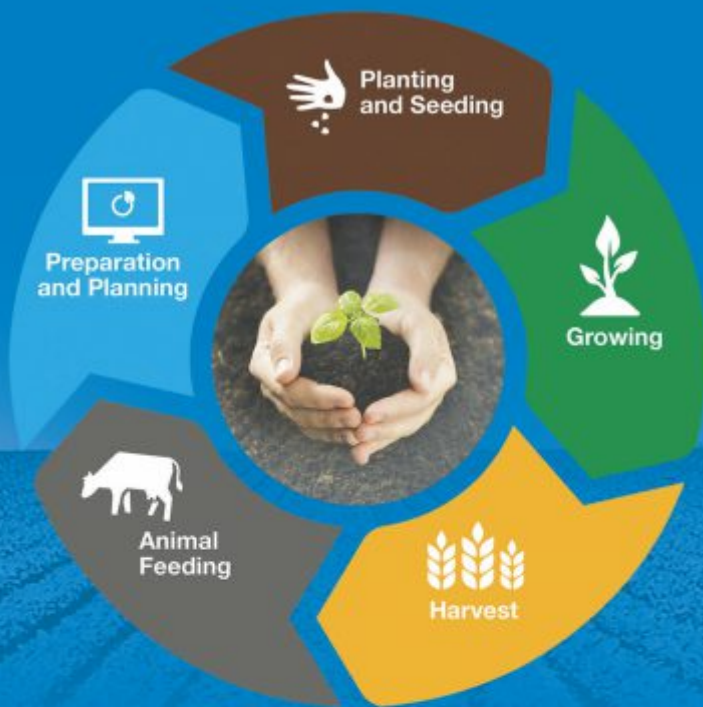 Planting
and Seeding
Growing
Harvest
Animal
Feeding
Preparation
and Planning